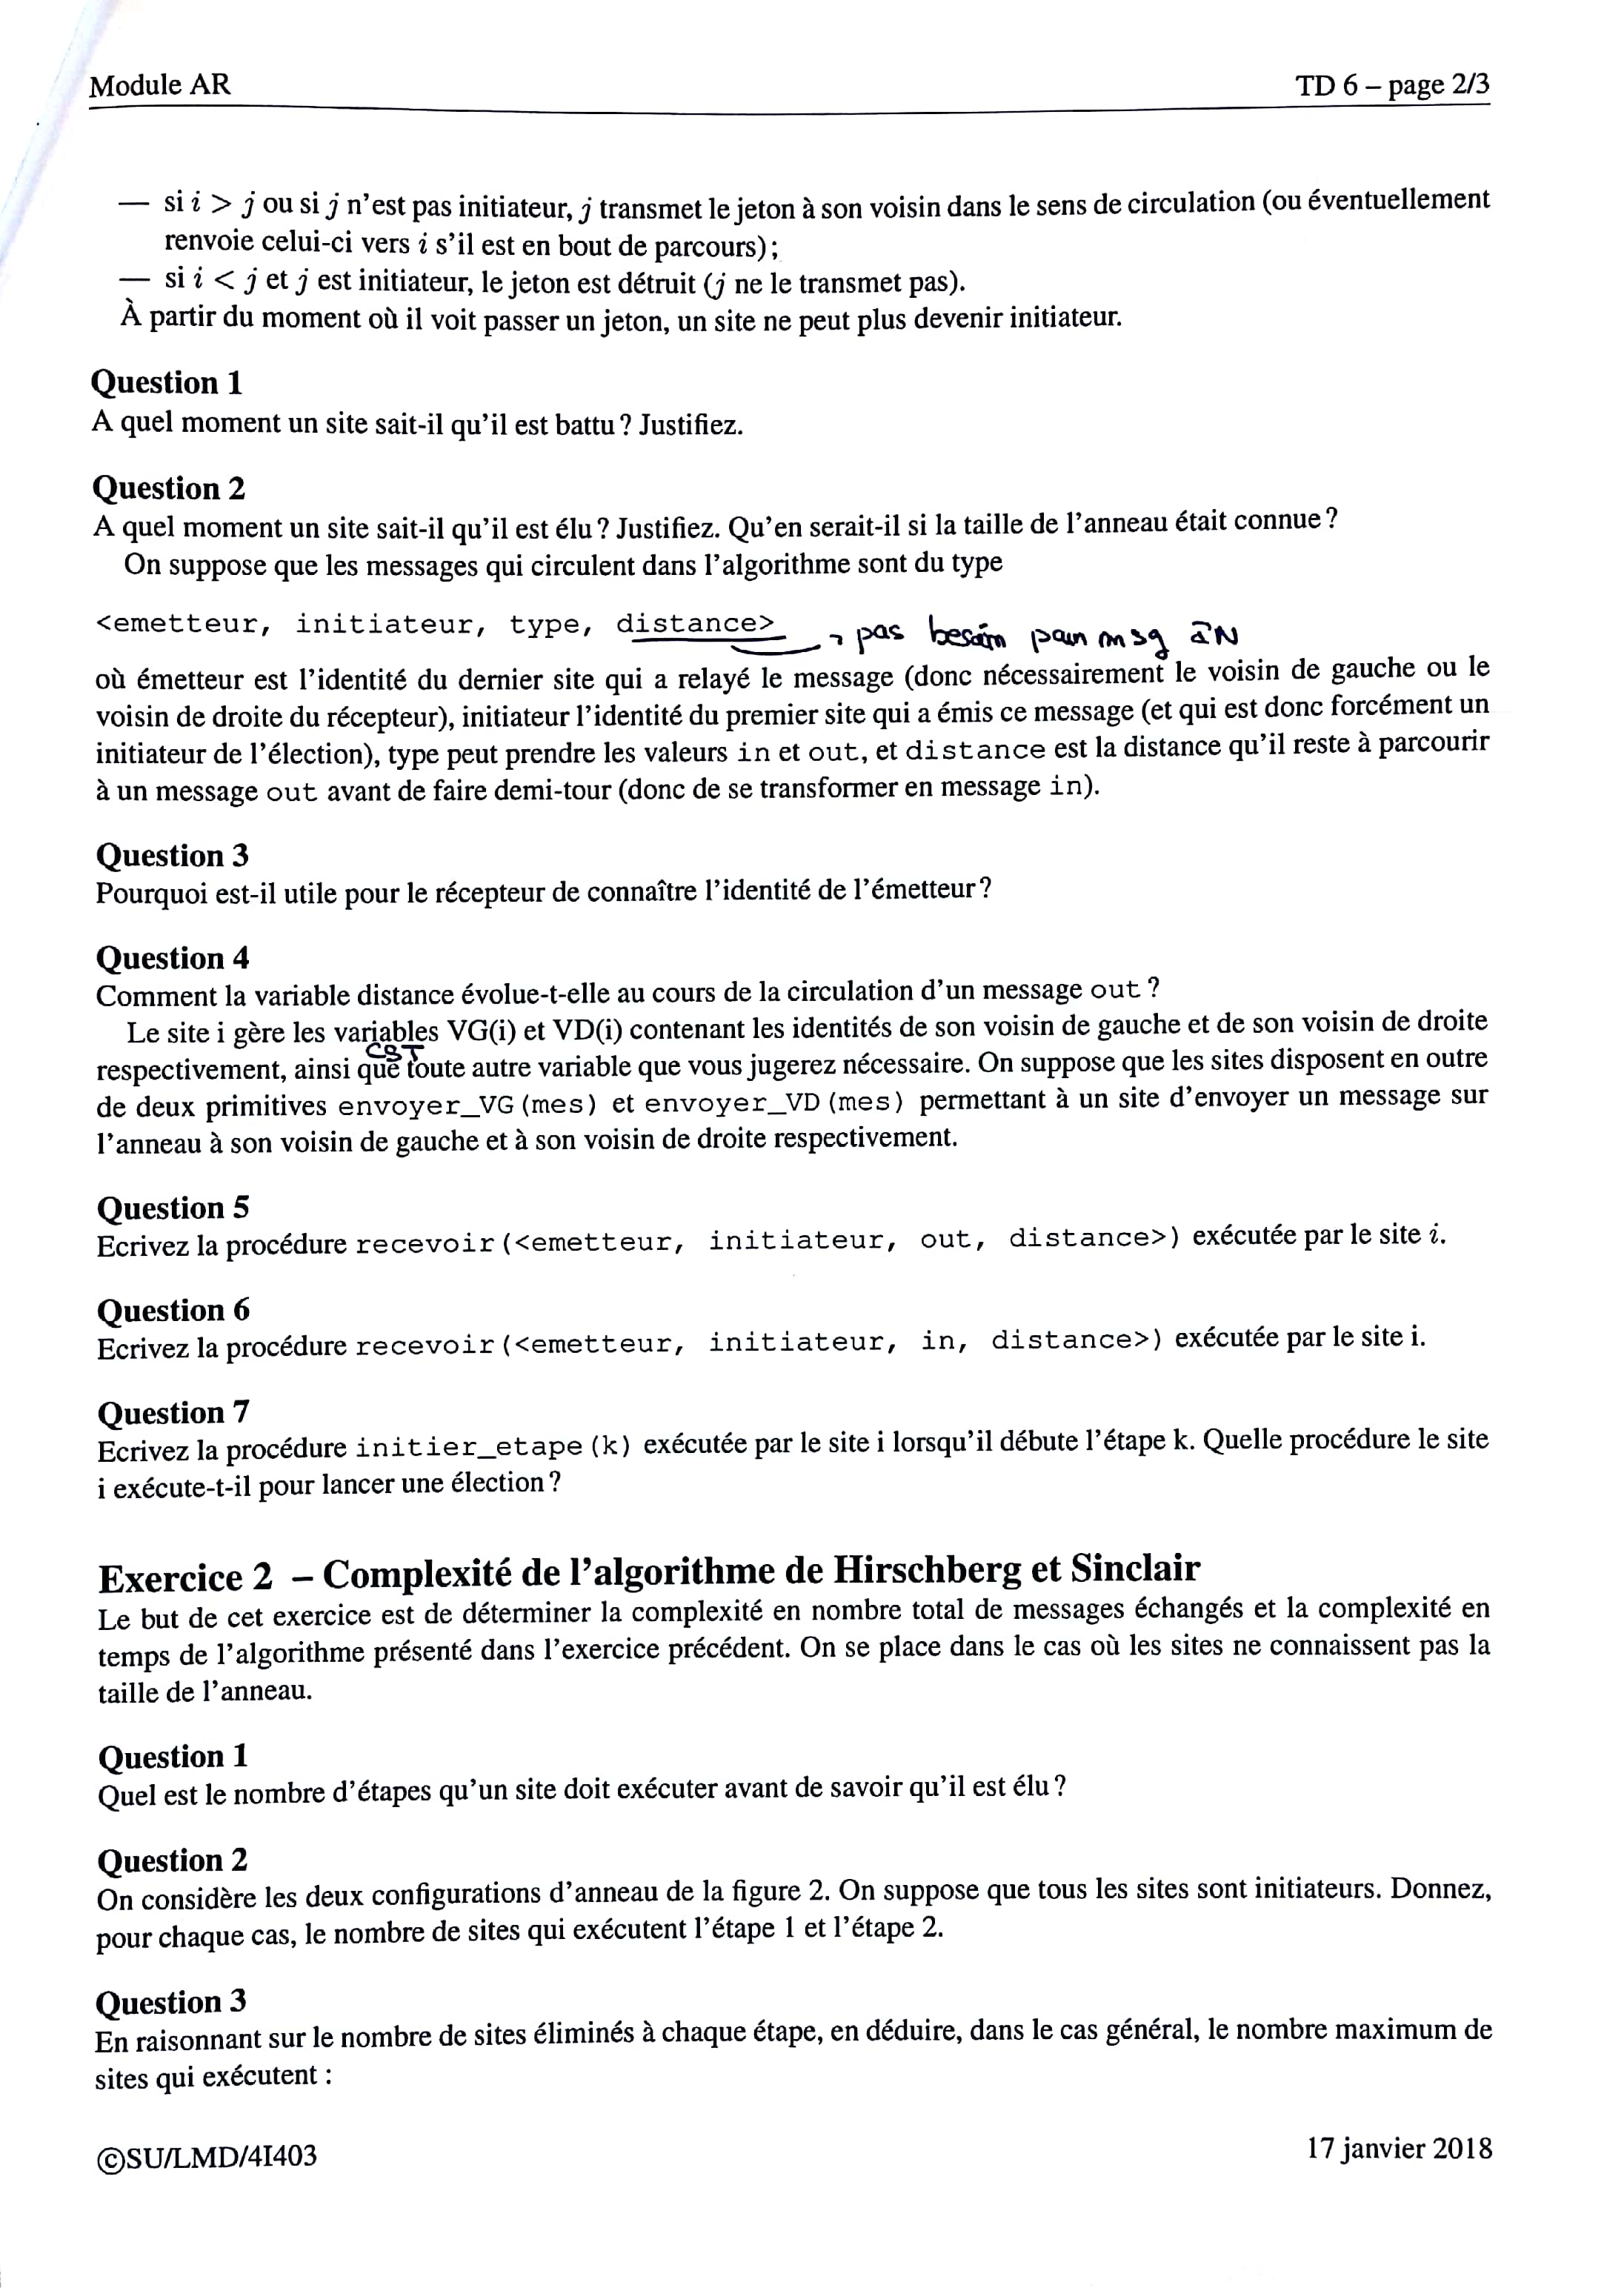 Module AR
TD 6 – page 2/3
— si i > j ou si j n'est pas initiateur, j transmet le jeton à son voisin dans le sens de circulation (ou éventuellement
renvoie celui-ci vers i s'il est en bout de parcours) ;
— si i < j et j est initiateur, le jeton est détruit (j ne le transmet pas).
À partir du moment où il voit passer un jeton, un site ne peut plus devenir initiateur.
Question 1
A quel moment un site sait-il qu'il est battu ? Justifiez.
Question 2
A quel moment un site sait-il qu'il est élu ? Justifiez. Qu'en serait-il si la taille de l'anneau était connue ?
On suppose que les messages qui circulent dans l'algorithme sont du type
<emetteur, initiateur, type, distance>
pas besoin pour msg IN
où émetteur est l'identité du dernier site qui a relayé le message (donc nécessairement le voisin de gauche ou le
voisin de droite du récepteur), initiateur l'identité du premier site qui a émis ce message (et qui est donc forcément un
initiateur de l'élection), type peut prendre les valeurs in et out, et distance est la distance qu'il reste à parcourir
à un message out avant de faire demi-tour (donc de se transformer en message in).
Question 3
Pourquoi est-il utile pour le récepteur de connaître l'identité de l'émetteur ?
Question 4
Comment la variable distance évolue-t-elle au cours de la circulation d'un message out ?
Le site i gère les variables VG(i) et VD(i) contenant les identités de son voisin de gauche et de son voisin de droite
CST
respectivement, ainsi que toute autre variable que vous jugerez nécessaire. On suppose que les sites disposent en outre
de deux primitives envoyer_VG(mes) et envoyer_VD(mes) permettant à un site d'envoyer un message sur
l'anneau à son voisin de gauche et à son voisin de droite respectivement.
Question 5
Ecrivez la procédure recevoir(<emetteur, initiateur, out, distance>) exécutée par le site i.
Question 6
Ecrivez la procédure recevoir(<emetteur, initiateur, in, distance>) exécutée par le site i.
Question 7
Ecrivez la procédure initier_etape(k) exécutée par le site i lorsqu'il débute l'étape k. Quelle procédure le site
i exécute-t-il pour lancer une élection ?
Exercice 2 – Complexité de l'algorithme de Hirschberg et Sinclair
Le but de cet exercice est de déterminer la complexité en nombre total de messages échangés et la complexité en
temps de l'algorithme présenté dans l'exercice précédent. On se place dans le cas où les sites ne connaissent pas la
taille de l'anneau.
Question 1
Quel est le nombre d'étapes qu'un site doit exécuter avant de savoir qu'il est élu ?
Question 2
On considère les deux configurations d'anneau de la figure 2. On suppose que tous les sites sont initiateurs. Donnez,
pour chaque cas, le nombre de sites qui exécutent l'étape 1 et l'étape 2.
Question 3
En raisonnant sur le nombre de sites éliminés à chaque étape, en déduire, dans le cas général, le nombre maximum de
sites qui exécutent :
©SU/LMD/4I403
17 janvier 2018